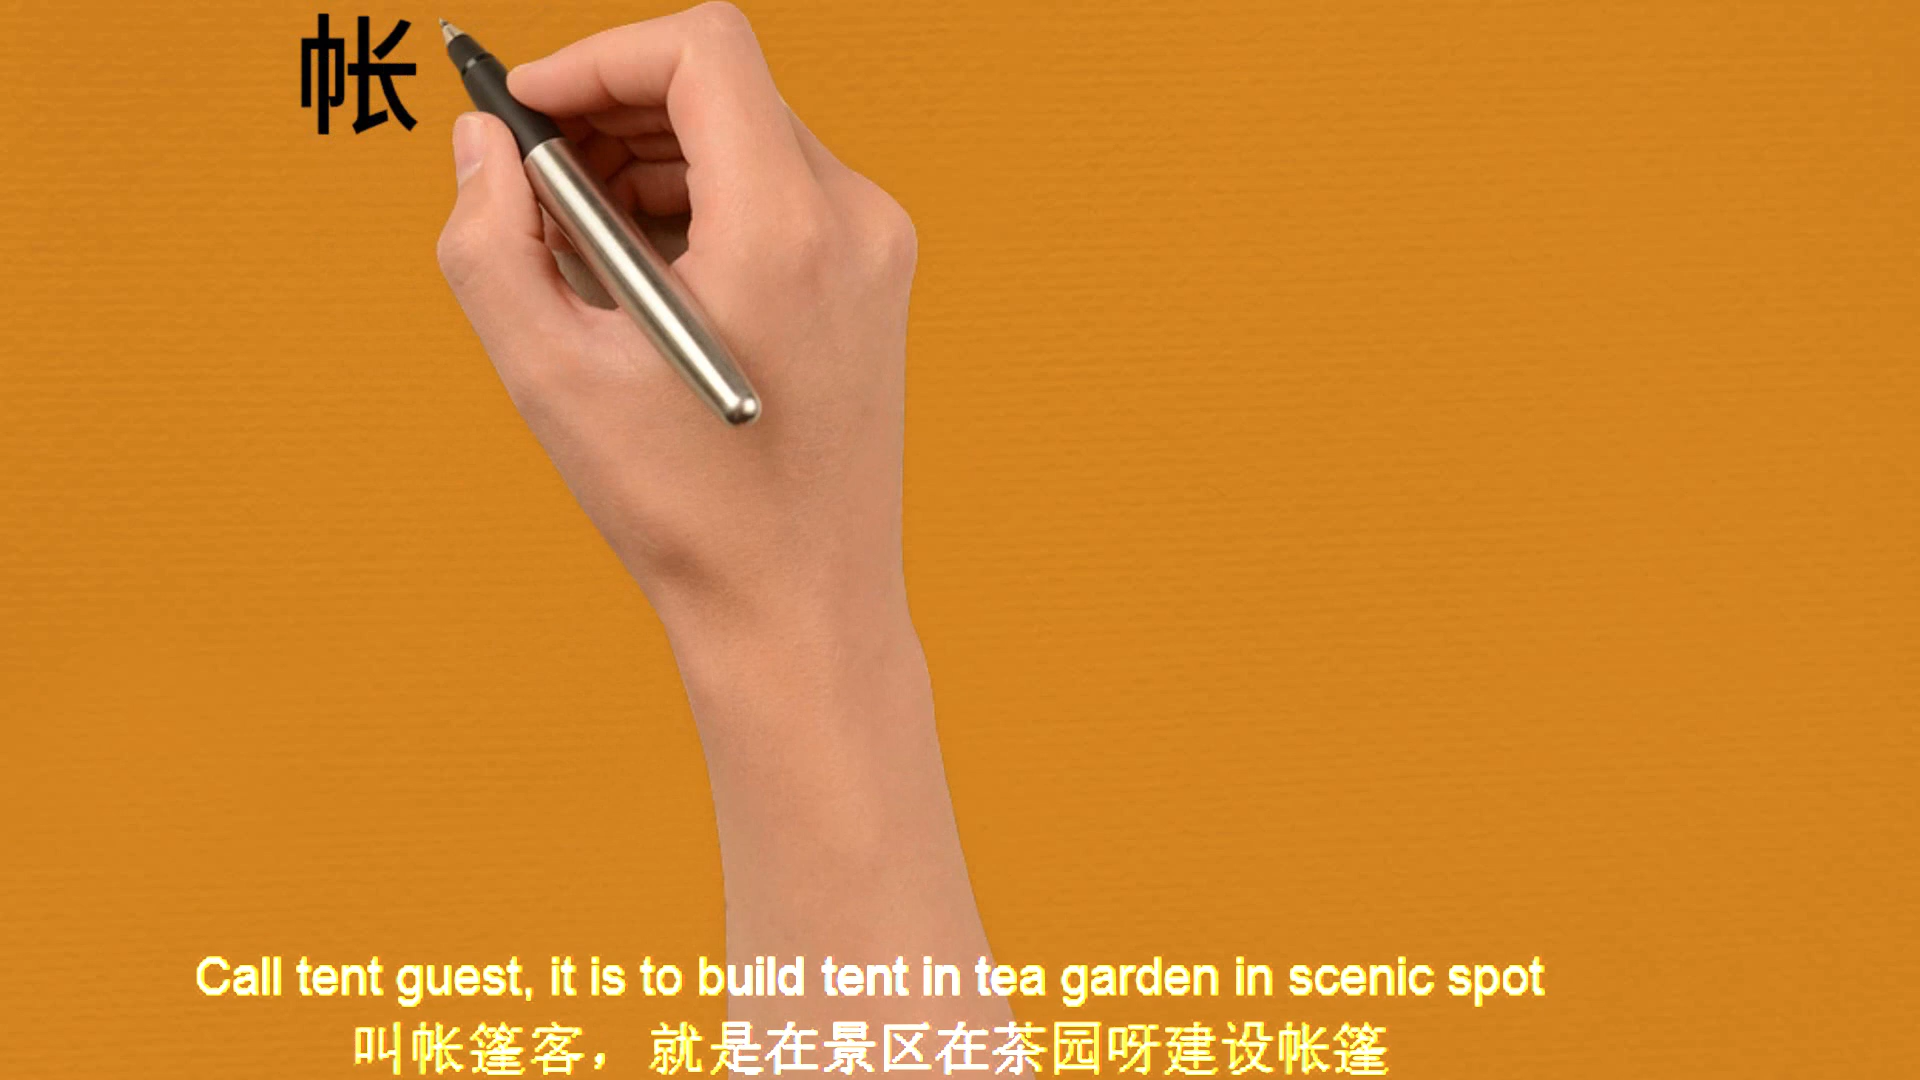 帐
Call tent guest, it is to build tent in tea garden in scenic spot
叫帐篷客，就是在景区在茶园呀建设帐篷